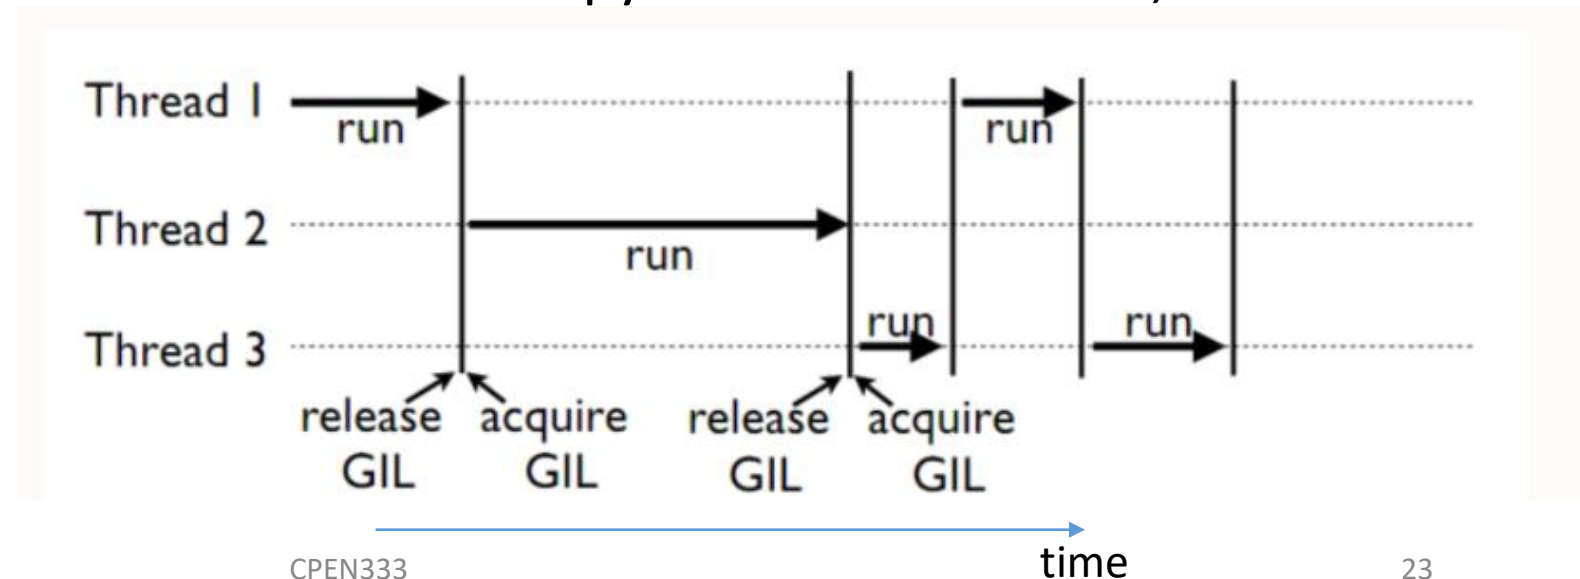 Thread 1
run
run
Thread 2
run
run
run
Thread 3
release acquire release acquire
GIL GIL GIL GIL
time
CPEN333
23